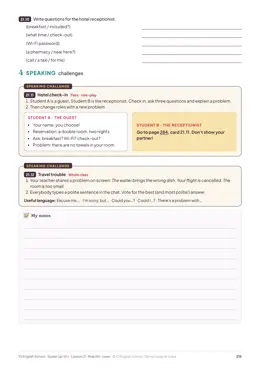 21.10 Write questions for the hotel receptionist.
(breakfast / included?)
(what time / check-out)
(Wi-Fi password)
(a pharmacy / near here?)
(call / a taxi / for me)
4 SPEAKING challenges
SPEAKING CHALLENGE
Hotel check-in Pairs · role-play
1. Student A is a guest. Student B is the receptionist. Check in, ask three questions and explain a problem.
2. Then change roles with a new problem.
STUDENT A · THE GUEST
• Your name: you choose!
• Reservation: a double room, two nights
• Ask: breakfast? Wi-Fi? check-out?
• Problem: there are no towels in your room
STUDENT B · THE RECEPTIONIST
Go to page 284, card 21.11. Don't show your
partner!
SPEAKING CHALLENGE
Travel trouble Whole class
1. Your teacher shares a problem on screen: The waiter brings the wrong dish. Your flight is cancelled. The
room is too small.
2. Everybody types a polite sentence in the chat. Vote for the best (and most polite) answer.
Useful language: Excuse me,… I'm sorry, but… Could you…? Could I…? There's a problem with…
My notes